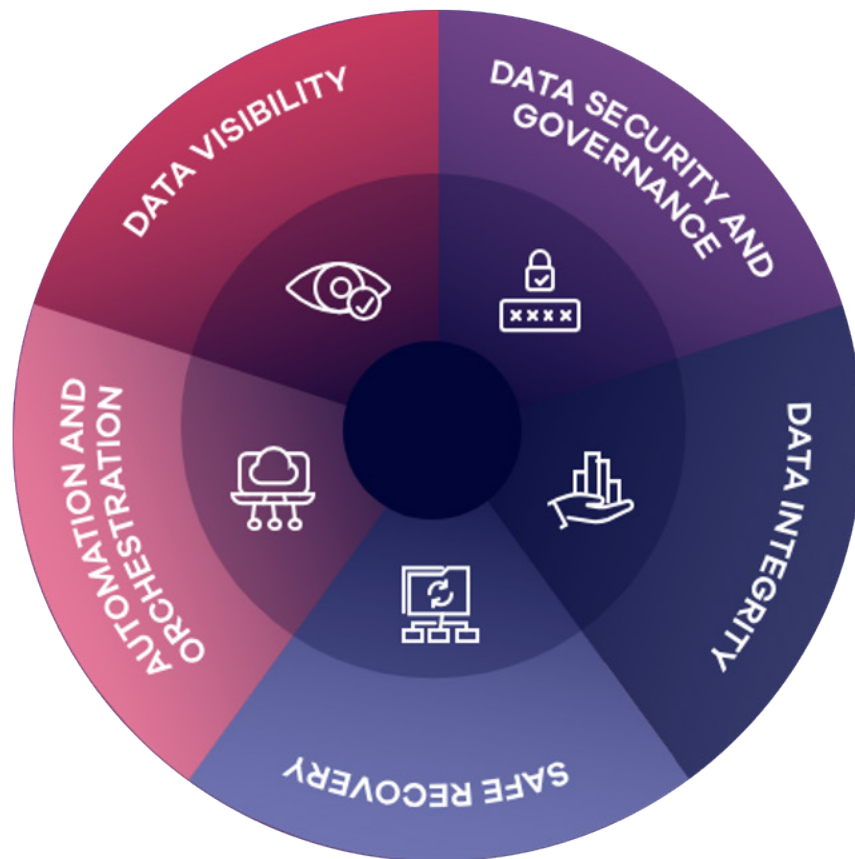 DATA VISIBILITY
DATA SECURITY AND
GOVERNANCE
××××
DATA INTEGRITY
SAFE RECOVERY
AUTOMATION AND
ORCHESTRATION